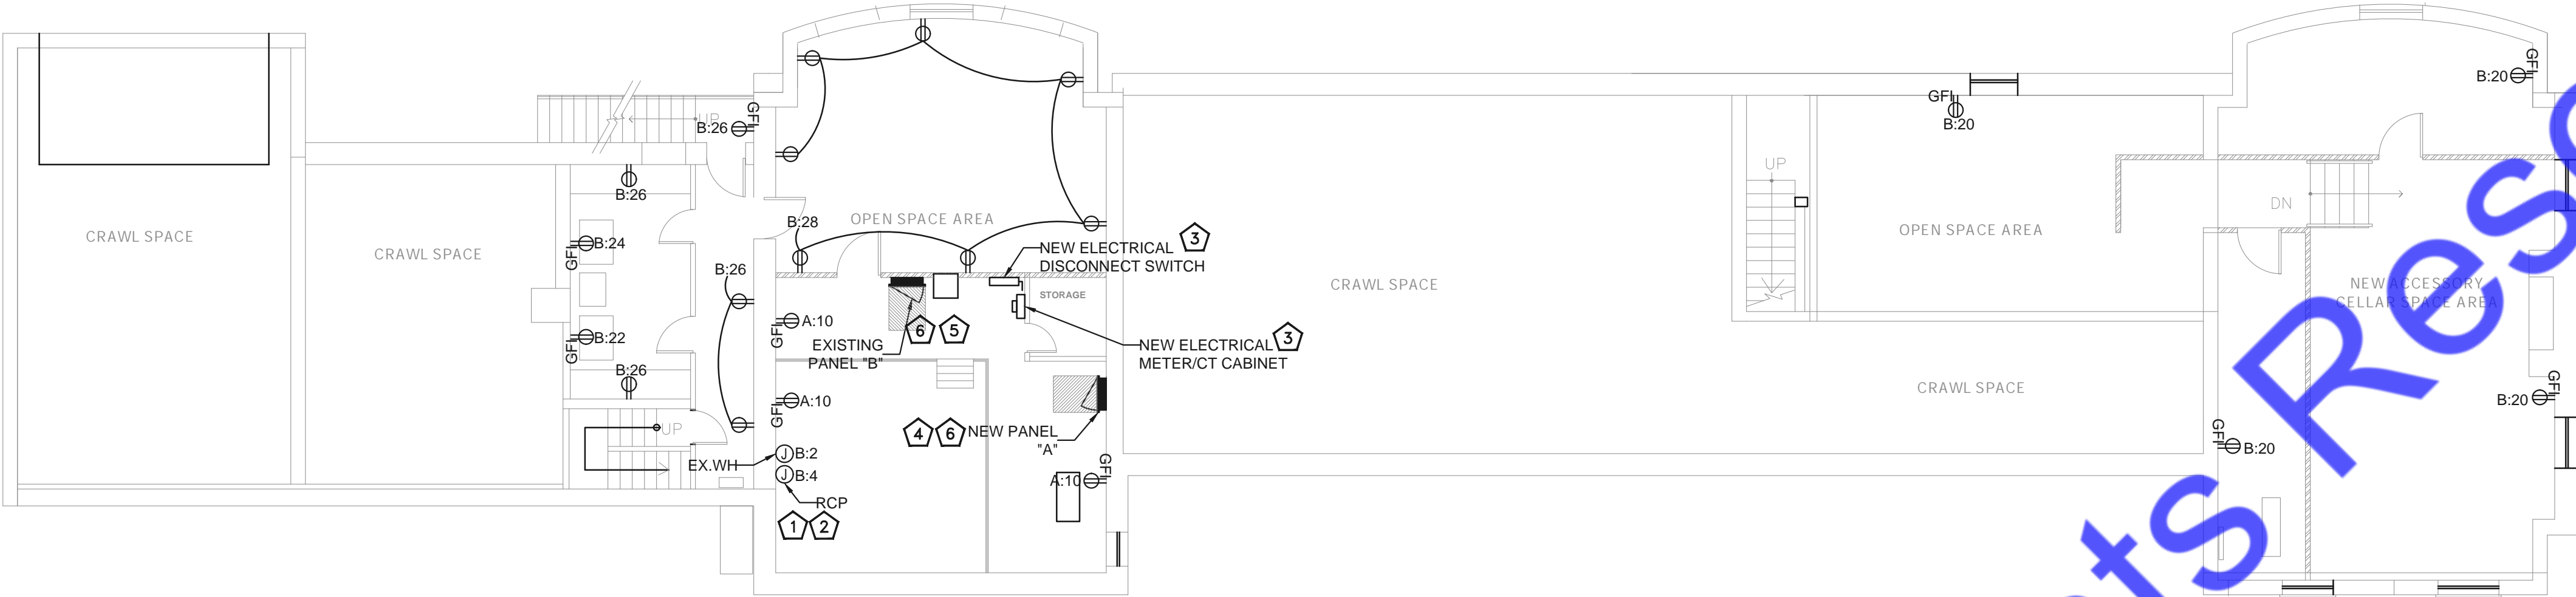 CRAWL SPACE
CRAWL SPACE
UP
GFI
B:26
B:26
GFI
B:24
GFI
B:22
B:26
B:26
UP
EX.WH
B:28
OPEN SPACE AREA
NEW ELECTRICAL
DISCONNECT SWITCH
3
STORAGE
GFI
A:10
6
5
EXISTING
PANEL "B"
NEW ELECTRICAL
METER/CT CABINET
3
GFI
A:10
4
6
NEW PANEL
"A"
J
B:2
J
B:4
RCP
1
2
GFI
A:10
CRAWL SPACE
UP
GFI
B:20
OPEN SPACE AREA
CRAWL SPACE
GFI
B:20
DN
NEW ACCESSORY
CELLAR SPACE AREA
GFI
B:20
GFI
B:20